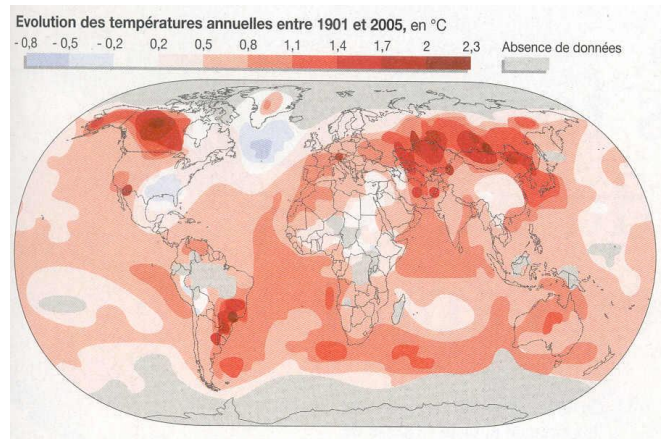 Evolution des températures annuelles entre 1901 et 2005, en °C
- 0,8 - 0,5 - 0,2 0,2 0,5 0,8 1,1 1,4 1,7 2 2,3 Absence de données